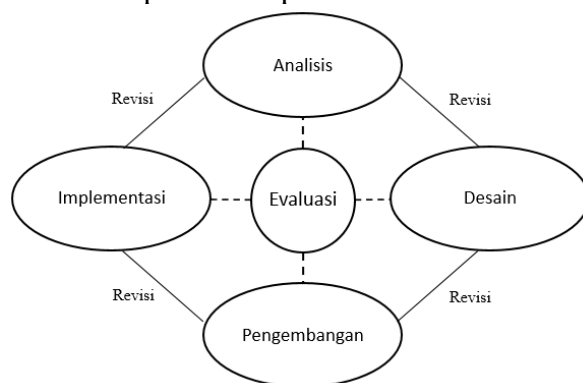 Analisis
Revisi
Revisi
Implementasi
Evaluasi
Desain
Revisi
Revisi
Pengembangan